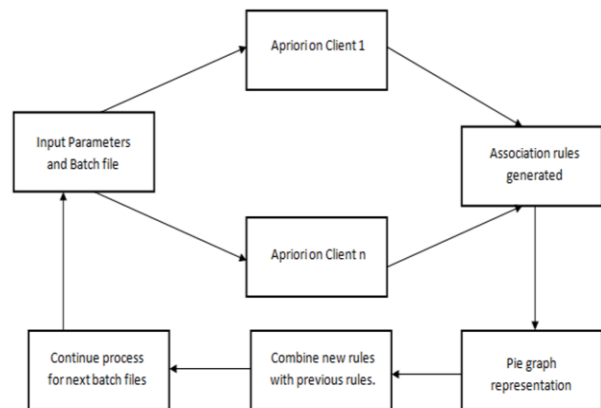 Apriori on Client 1
Input Parameters
and Batch file
Association rules
generated
Apriori on Client n
Continue process
for next batch files
Combine new rules
with previous rules.
Pie graph
representation